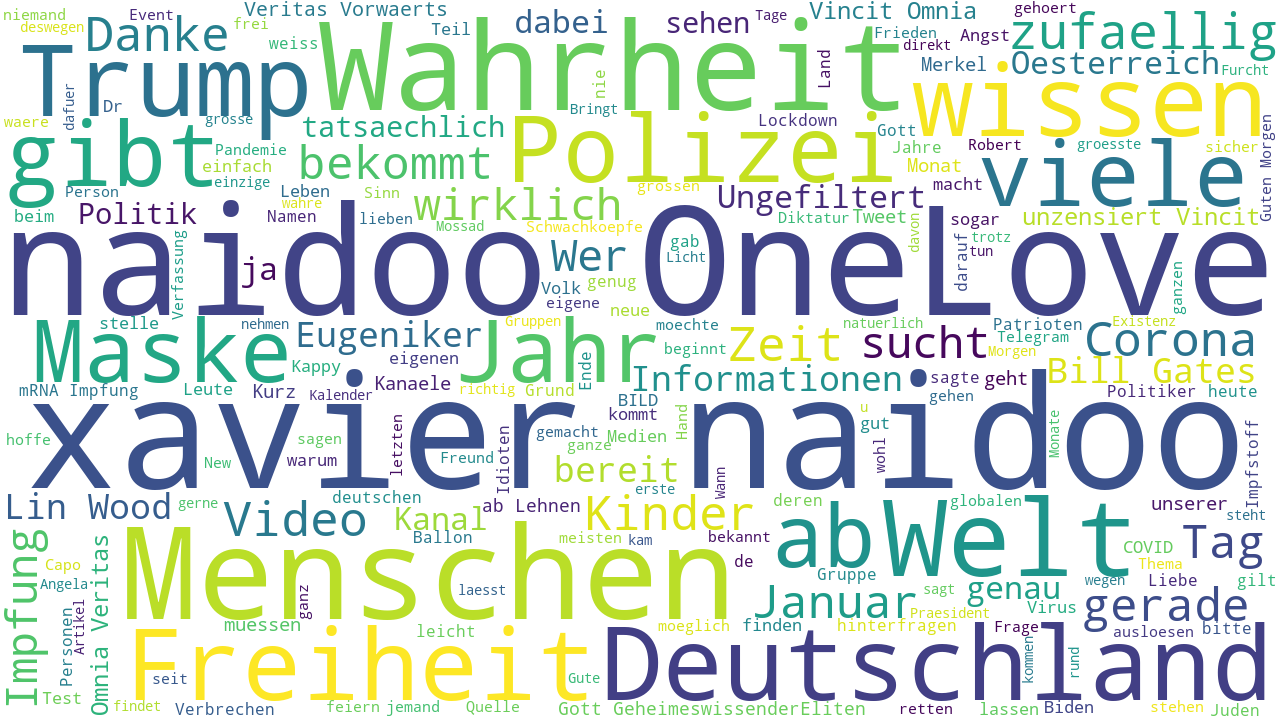 niemand Event Veritas Vorwaerts dabei sehen Tage Vincit Omnia gehoert zufaellig
deswegen Danke frei weiss Teil Frieden direkt Angst
Trump Wahrheit nie Land Merkel Oesterreich Furcht
dafuer Dr grosse Bringt Lockdown wissen
waere gibt tatsaechlich Polizei Gott Jahre Robert groesste sicher Guten Morgen
Pandemie einfach bekommt Monat viele
einzige Person Leben wahre Sinn wirklich grossen Ungefiltert macht
beim Politik Namen lieben Mossad Schwachkoepfe Diktatur Tweet davon sogar unzensiert Vincit
naidoo ja Wer gab Licht OneLove darauf trotz tun
Verfassung Volk genug eigene neue ganzen
stelle nehmen Eugeniker Gruppen moechte natuerlich Patrioten Existenz
Maske Jahr Zeit sucht Telegram Corona
Kappy eigenen beginnt Morgen
mRNA Impfung Leute Kurz Kalender Kanaele richtig Grund Ende Informationen sagte geht Bill Gates
BILD gehen Politiker heute
xavier naidoo
hoffe sagen letzten gemacht kommt ganze Medien Hand u gut wohl Monate Impfstoff
New warum Freund Idioten bereit erste Wann
Lin Wood gerne deutschen ab Lehnen Kinder deren globalen unserer steht
Video Kanal Ballon meisten kam bekannt ab Welt Tag
Impfung Capo Omnia Veritas Menschen de COVID Thema
Angela laesst Gruppe sagt genau wegen Liebe gilt
Personen Artikel ganz Januar Praesident Virus gerade
muessen leicht moeglich finden hinterfragen Frage ausloesen bitte
Freiheit Deutschland
Test seit Gute kommen rund
findet Verbrechen feiern jemand Quelle Gott GeheimeswissenderEliten retten lassen Biden stehen Juden